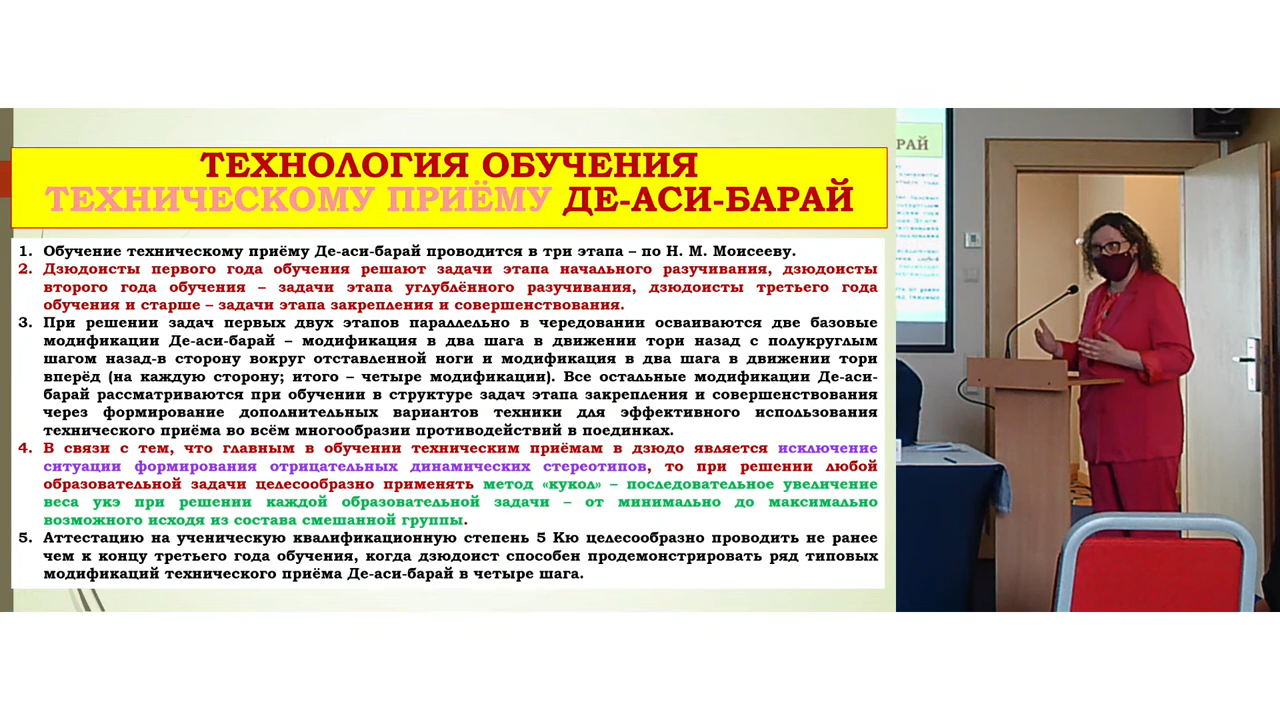 ТЕХНОЛОГИЯ ОБУЧЕНИЯ
ТЕХНИЧЕСКОМУ ПРИЁМУ ДЕ-АСИ-БАРАЙ
1. Обучение техническому приёму Де-аси-барай проводится в три этапа – по Н. М. Моисееву.
2. Дзюдоисты первого года обучения решают задачи этапа начального разучивания, дзюдоисты
второго года обучения – задачи этапа углублённого разучивания, дзюдоисты третьего года
обучения и старше – задачи этапа закрепления и совершенствования.
3. При решении задач первых двух этапов параллельно в чередовании осваиваются две базовые
модификации Де-аси-барай – модификация в два шага в движении тори назад с полукруглым
шагом назад-в сторону вокруг отставленной ноги и модификация в два шага в движении тори
вперёд (на каждую сторону; итого – четыре модификации). Все остальные модификации Де-аси-
барай рассматриваются при обучении в структуре задач этапа закрепления и совершенствования
через формирование дополнительных вариантов техники для эффективного использования
технического приёма во всём многообразии противодействий в поединках.
4. В связи с тем, что главным в обучении техническим приёмам в дзюдо является исключение
ситуации формирования отрицательных динамических стереотипов, то при решении любой
образовательной задачи целесообразно применять метод «кукол» – последовательное увеличение
веса укэ при решении каждой образовательной задачи – от минимально до максимально
возможного исходя из состава смешанной группы.
5. Аттестацию на ученическую квалификационную степень 5 Кю целесообразно проводить не ранее
чем к концу третьего года обучения, когда дзюдоист способен продемонстрировать ряд типовых
модификаций технического приёма Де-аси-барай в четыре шага.
РАЙ